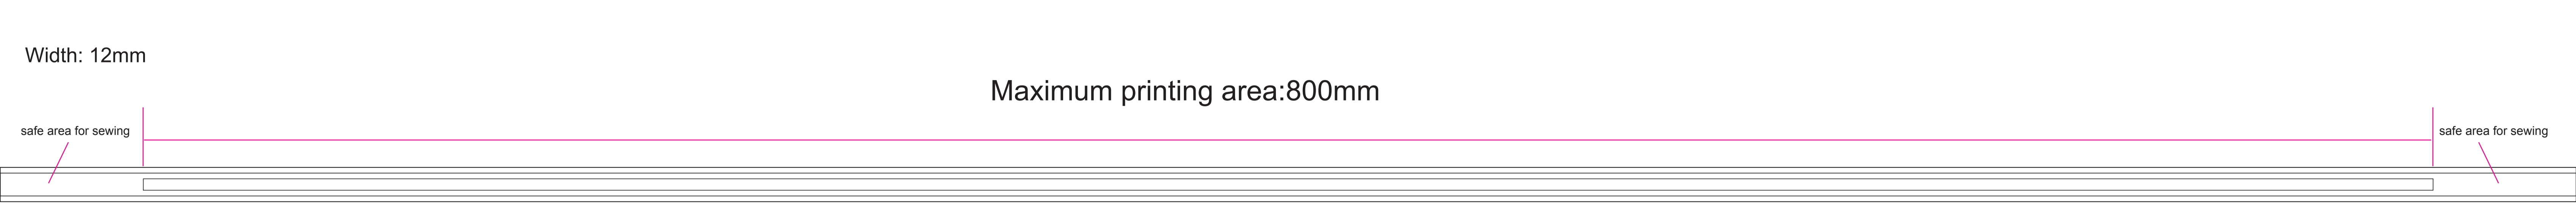 Width: 12mm
Maximum printing area:800mm
safe area for sewing
safe area for sewing